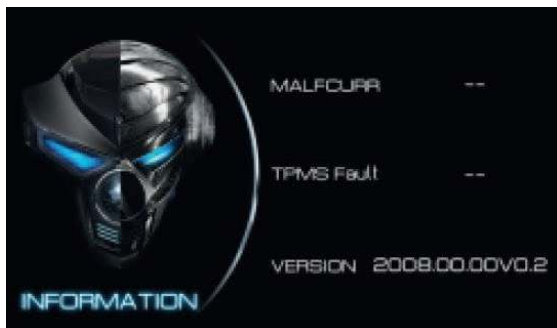 MALFCURR --
TPMS Fault --
VERSION 2008.00.00V0.2
INFORMATION